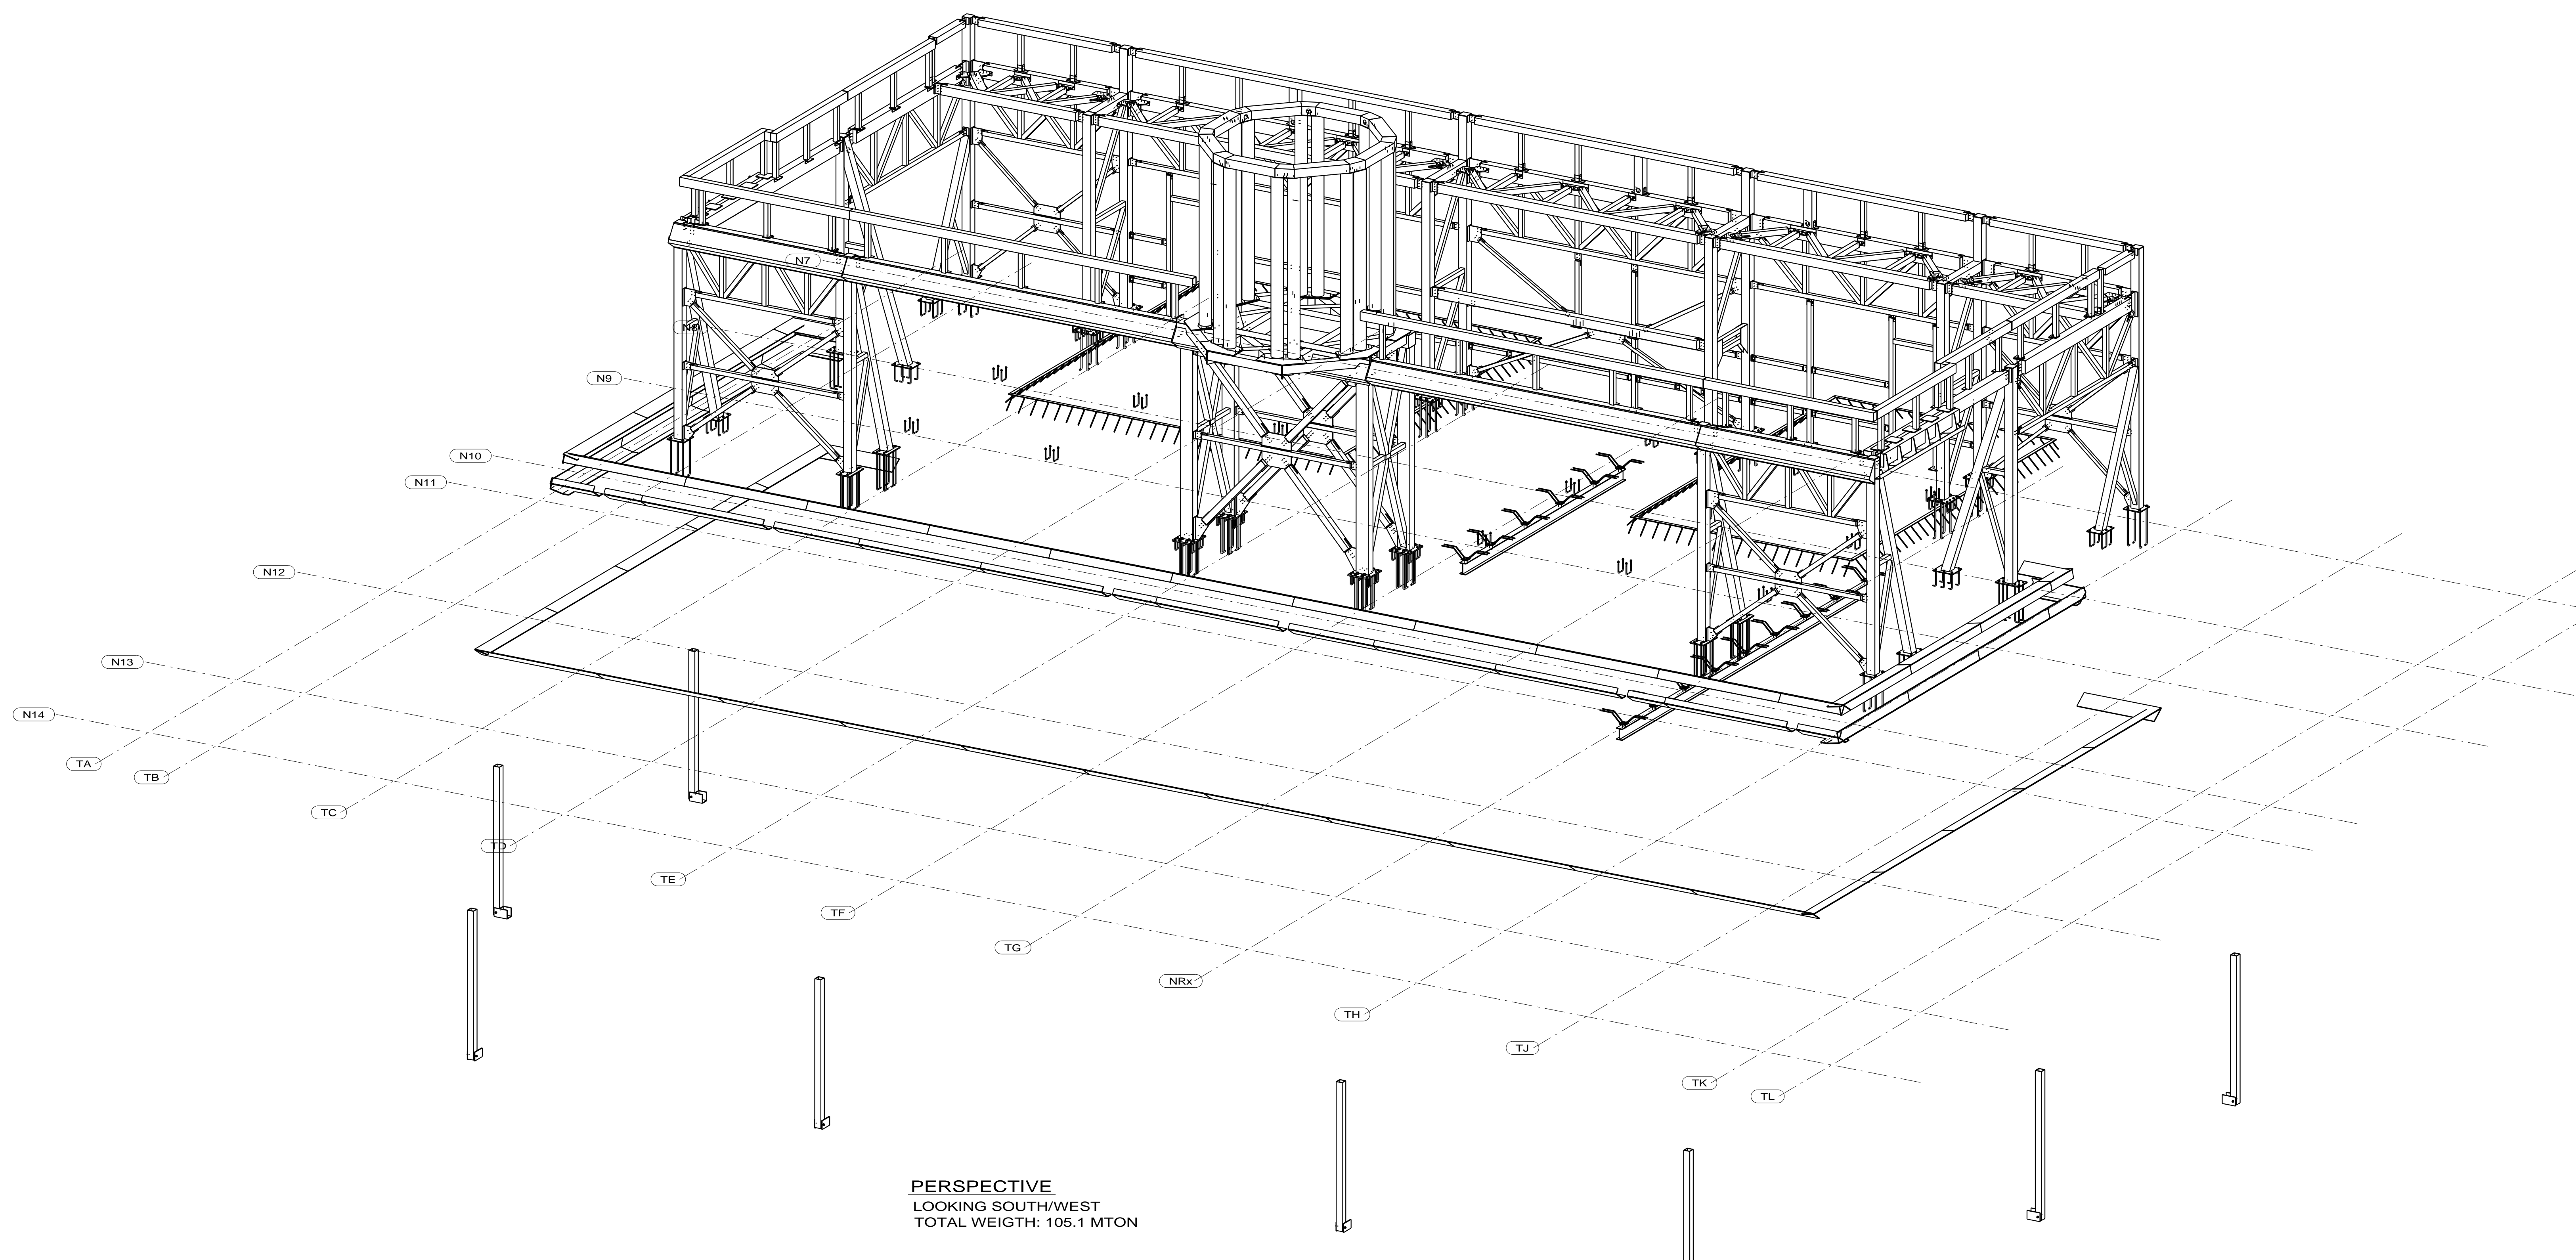 N7
N8
N9
N10
N11
N12
N13
N14
TA
TB
TC
TD
TE
TF
TG
NRx
TH
TJ
TK
TL
PERSPECTIVE
LOOKING SOUTH/WEST
TOTAL WEIGTH: 105.1 MTON